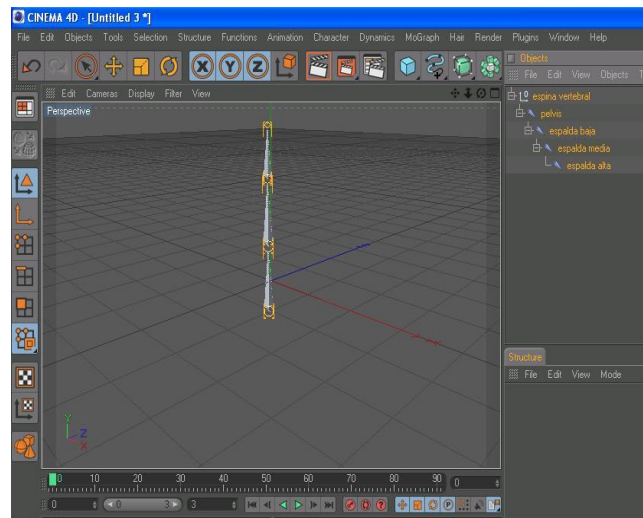 CINEMA 4D - [Untitled 3 *]
File Edit Objects Tools Selection Structure Functions Animation Character Dynamics MoGraph Hair Render Plugins Window Help
X Y Z
Objects
File Edit View Objects T
Edit Cameras Display Filter View
Perspective
espina vertebral
pelvis
espalda baja
espalda media
espalda alta
Structure
File Edit View Mode
Y
Z
X
0 10 20 30 40 50 60 70 80 90 0
0 0 3 3